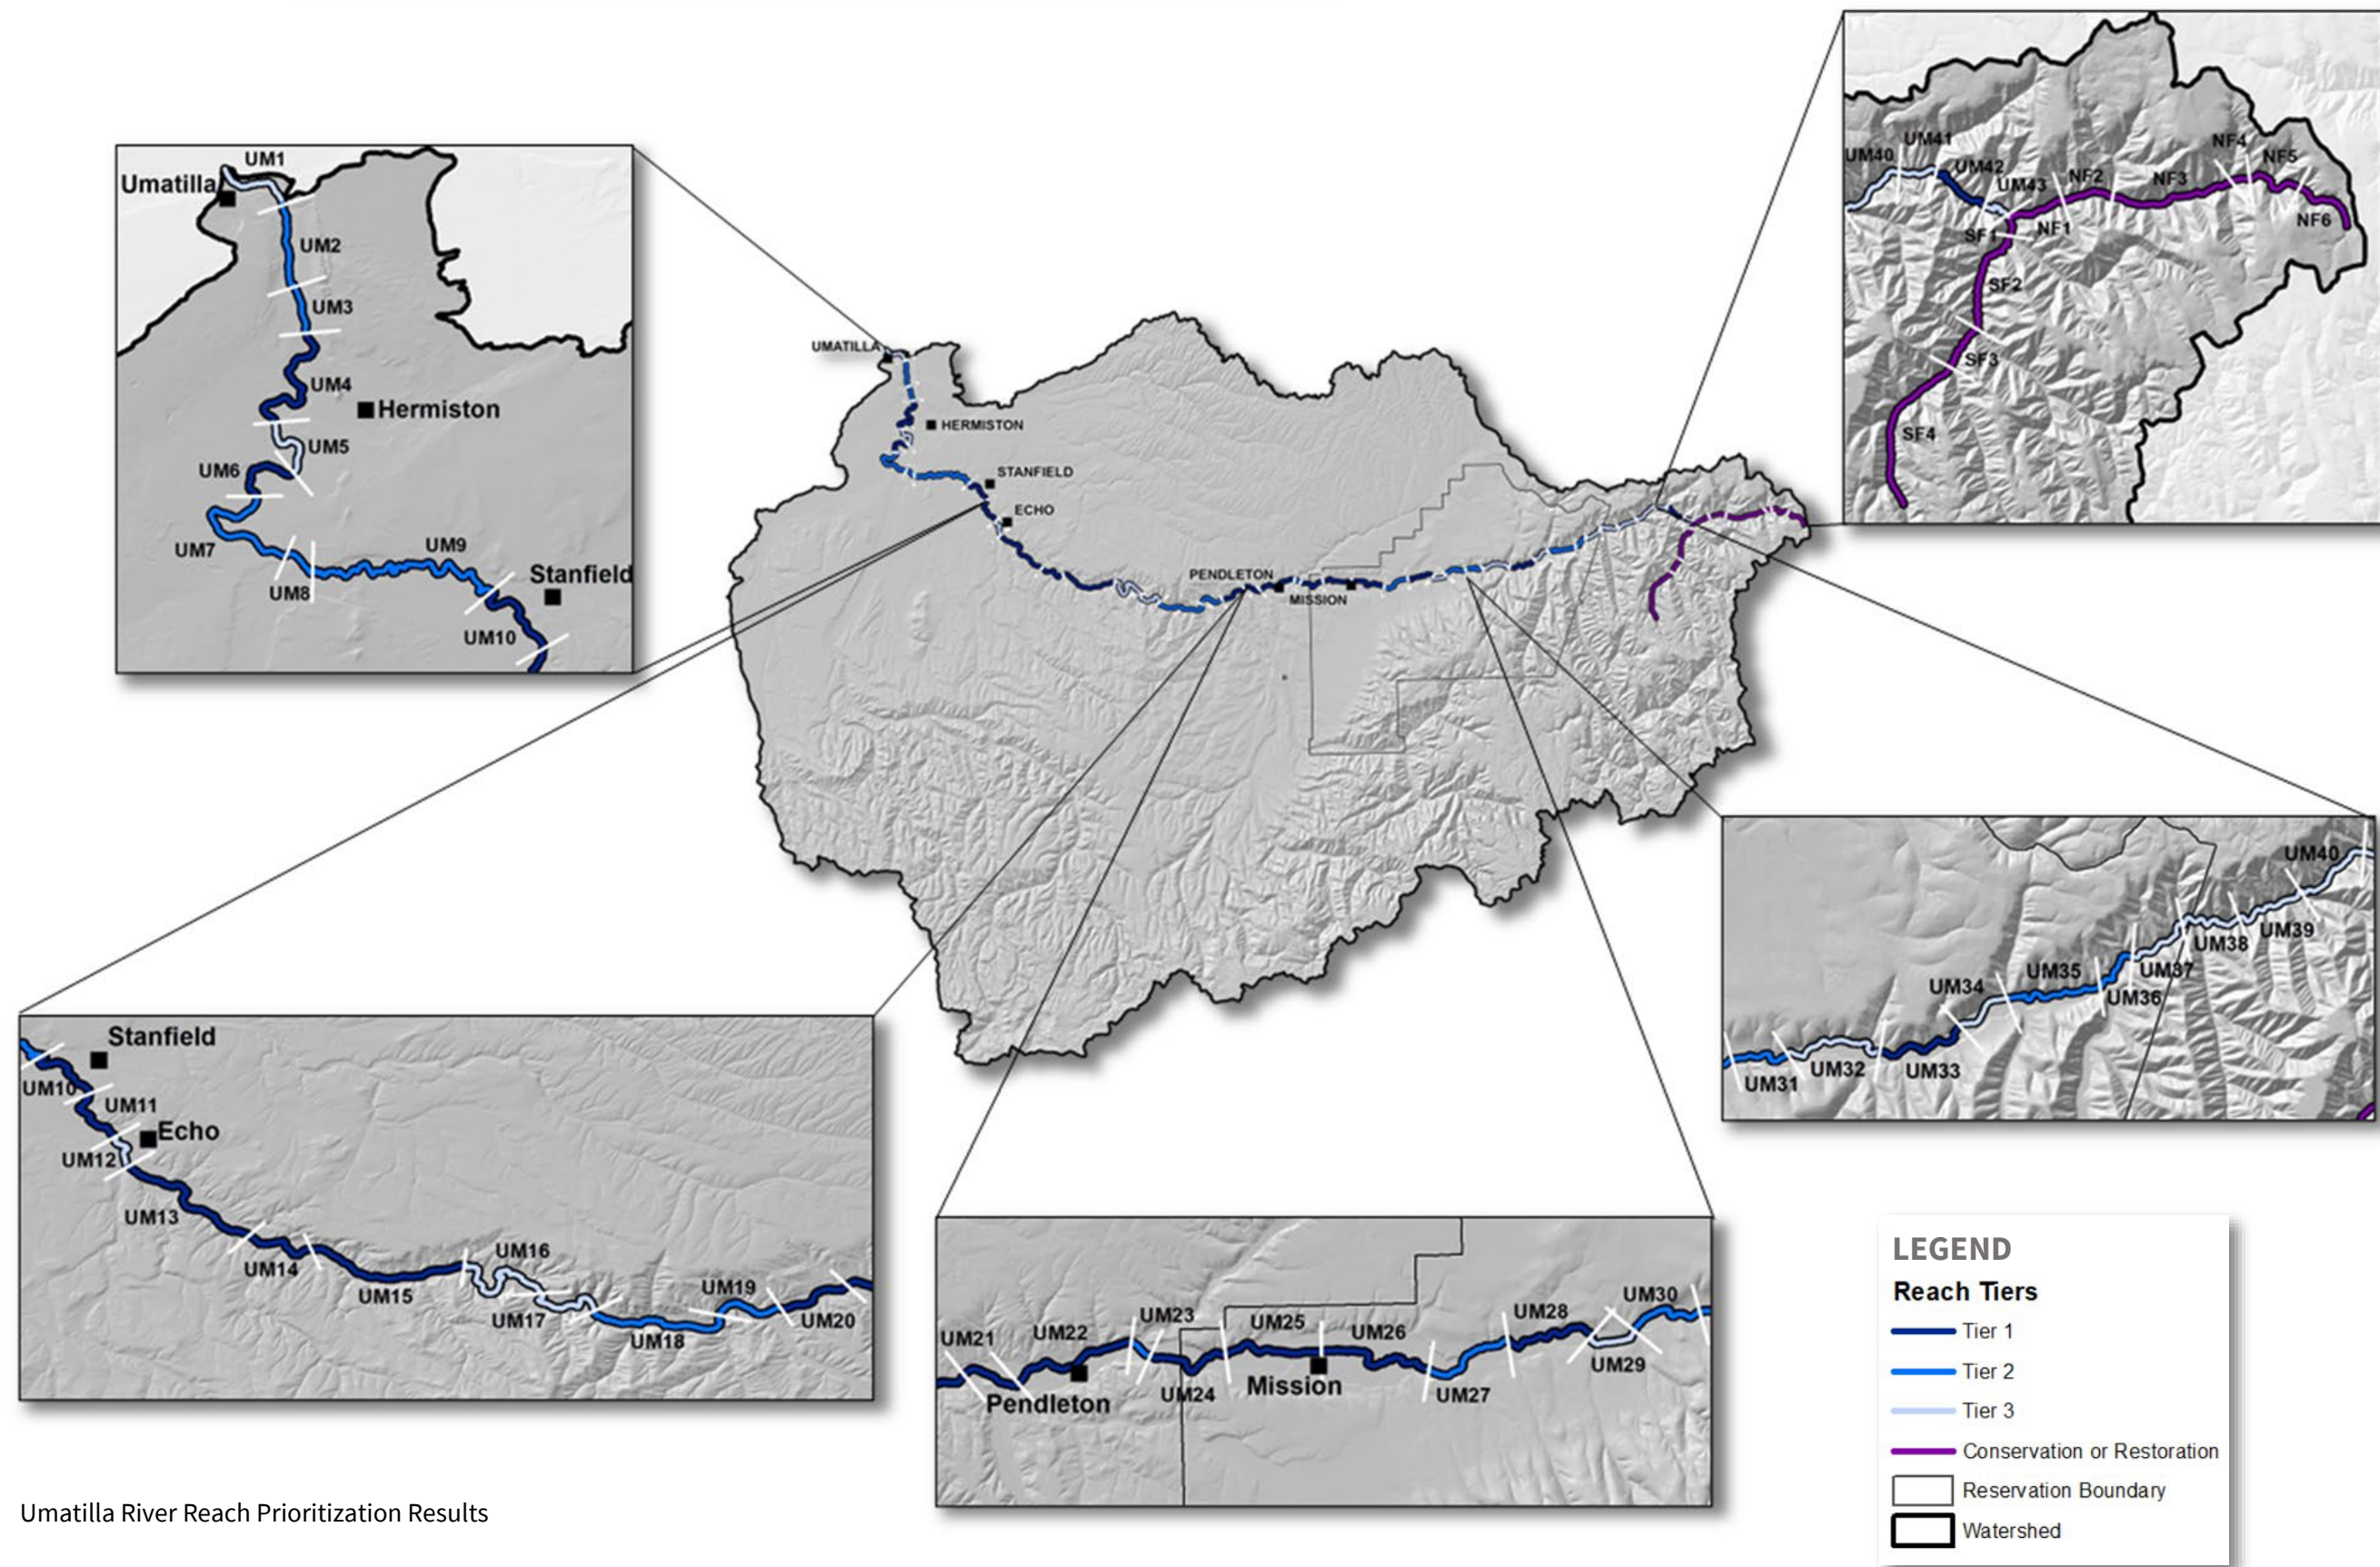 UM1
Umatilla
UM2
UM3
UM4
Hermiston
UM5
UM6
UM7
UM9
UM8
Stanfield
UM10
UM41
UM40
UM42
UM43
NF2
NF3
NF4
NF5
NF6
SF1
NF1
SF2
SF3
SF4
UMATILLA
HERMISTON
STANFIELD
ECHO
PENDLETON
MISSION
UM40
UM39
UM38
UM37
UM35
UM36
UM34
UM33
UM32
UM31
Stanfield
UM10
UM11
Echo
UM12
UM13
UM14
UM15
UM16
UM17
UM18
UM19
UM20
UM21
UM22
UM23
UM25
UM26
UM28
UM30
UM29
UM27
UM24
Mission
Pendleton
LEGEND
Reach Tiers
Tier 1
Tier 2
Tier 3
Conservation or Restoration
Reservation Boundary
Watershed
Umatilla River Reach Prioritization Results